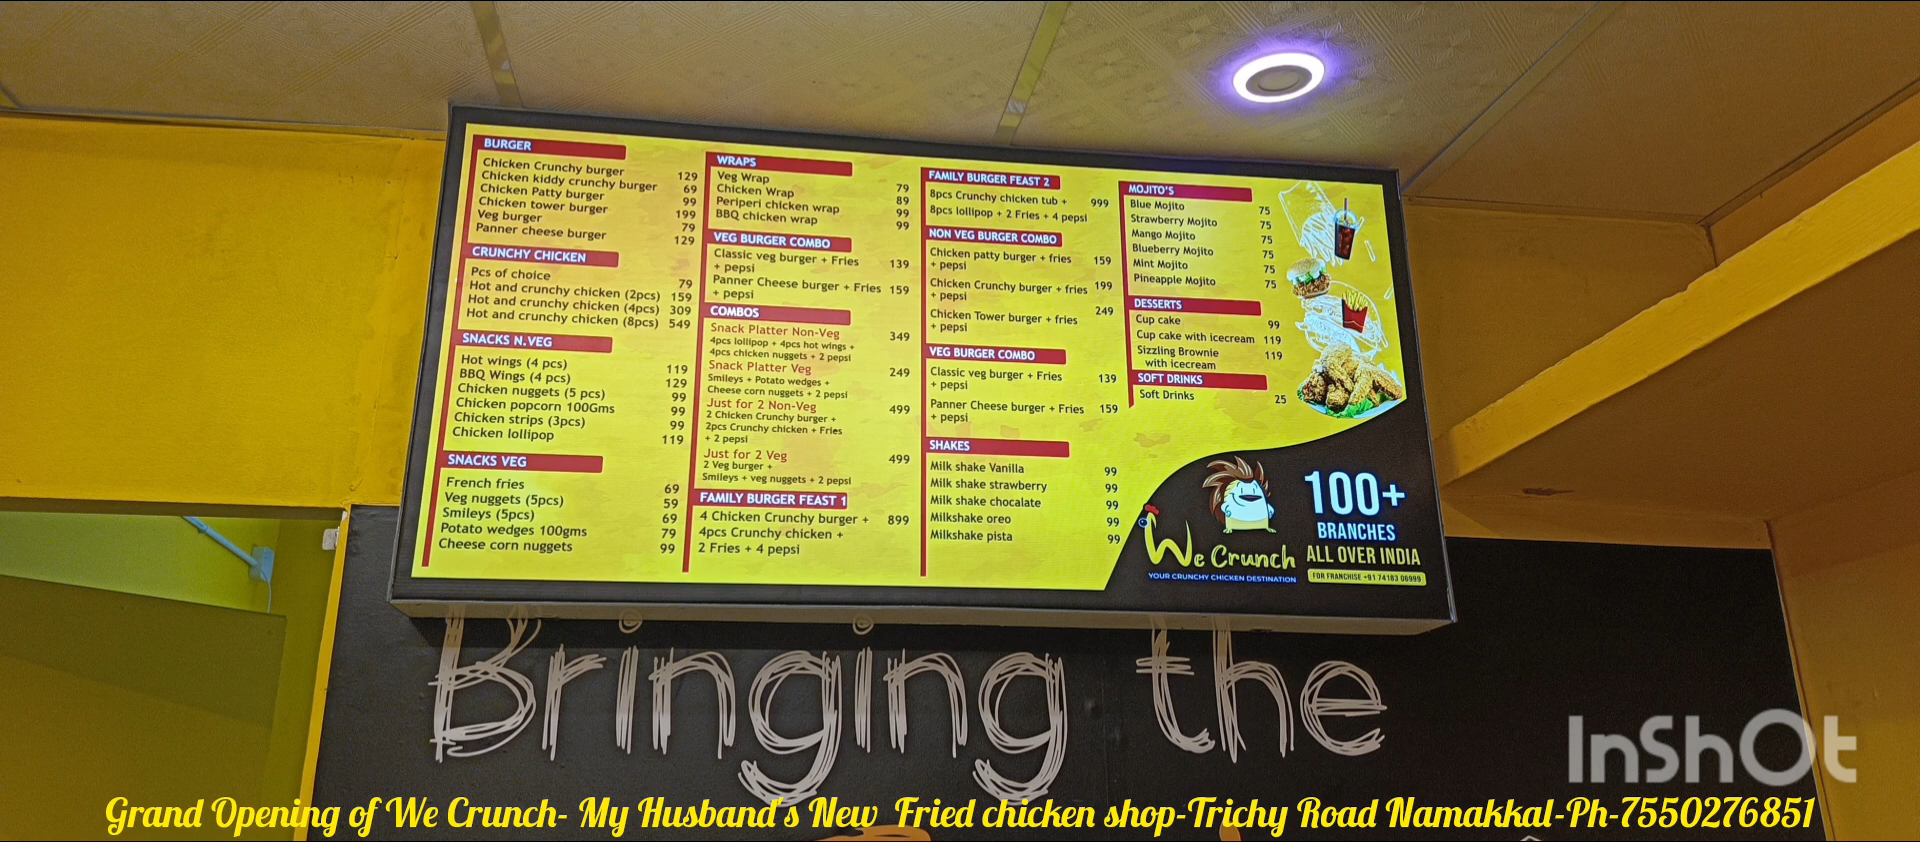 BURGER
Chicken Crunchy burger 129
Chicken kiddy crunchy burger 69
Chicken Patty burger 99
Chicken tower burger 199
Veg burger 79
Panner cheese burger 129
CRUNCHY CHICKEN
Pcs of choice 79
Hot and crunchy chicken (2pcs) 159
Hot and crunchy chicken (4pcs) 309
Hot and crunchy chicken (8pcs) 549
SNACKS N.VEG
Hot wings (4 pcs) 119
BBQ Wings (4 pcs) 129
Chicken nuggets (5 pcs) 99
Chicken popcorn 100Gms 99
Chicken strips (3pcs) 99
Chicken lollipop 119
SNACKS VEG
French fries 69
Veg nuggets (5pcs) 59
Smileys (5pcs) 69
Potato wedges 100gms 79
Cheese corn nuggets 99
WRAPS
Veg Wrap 79
Chicken Wrap 89
Periperi chicken wrap 99
BBQ chicken wrap 99
VEG BURGER COMBO
Classic veg burger + Fries 139
+ pepsi
Panner Cheese burger + Fries 159
+ pepsi
COMBOS
Snack Platter Non-Veg 349
4pcs lollipop + 4pcs hot wings +
4pcs chicken nuggets + 2 pepsi
Snack Platter Veg 249
Smileys + Potato wedges +
Cheese corn nuggets + 2 pepsi
Just for 2 Non-Veg 499
2 Chicken Crunchy burger +
2pcs Crunchy chicken + Fries
+ 2 pepsi
Just for 2 Veg 499
2 Veg burger +
Smileys + veg nuggets + 2 pepsi
FAMILY BURGER FEAST 1
4 Chicken Crunchy burger + 899
4pcs Crunchy chicken +
2 Fries + 4 pepsi
FAMILY BURGER FEAST 2
8pcs Crunchy chicken tub + 999
8pcs lollipop + 2 Fries + 4 pepsi
NON VEG BURGER COMBO
Chicken patty burger + fries 159
+ pepsi
Chicken Crunchy burger + fries 199
+ pepsi
Chicken Tower burger + fries 249
+ pepsi
VEG BURGER COMBO
Classic veg burger + Fries 139
+ pepsi
Panner Cheese burger + Fries 159
+ pepsi
SHAKES
Milk shake Vanilla 99
Milk shake strawberry 99
Milk shake chocalate 99
Milkshake oreo 99
Milkshake pista 99
MOJITO'S
Blue Mojito 75
Strawberry Mojito 75
Mango Mojito 75
Blueberry Mojito 75
Mint Mojito 75
Pineapple Mojito 75
DESSERTS
Cup cake 99
Cup cake with icecream 119
Sizzling Brownie 119
with icecream
SOFT DRINKS
Soft Drinks 25
We Crunch
YOUR CRUNCHY CHICKEN DESTINATION
100+
BRANCHES
ALL OVER INDIA
FOR FRANCHISE +91 74183 06999
Bringing the
InShOt
Grand Opening of We Crunch- My Husband's New Fried chicken shop-Trichy Road Namakkal-Ph-7550276851